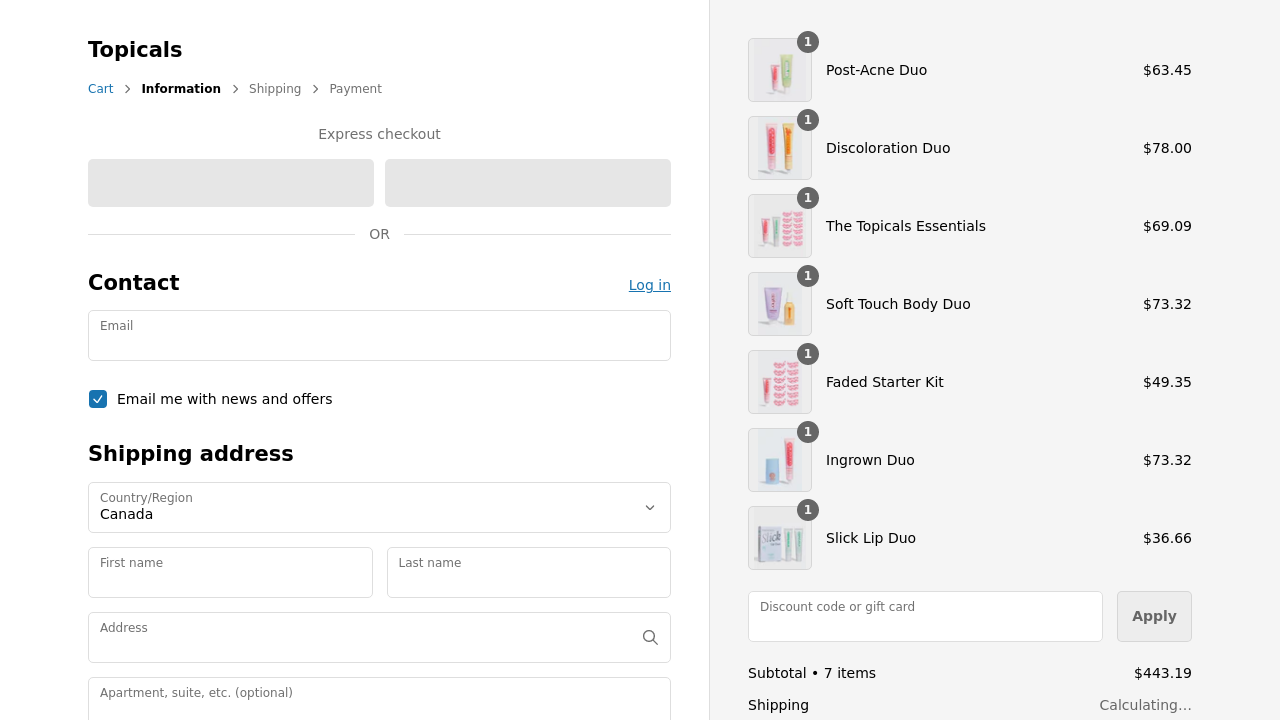 Topicals
Cart
Information
Shipping
Payment
Express checkout
OR
Contact
Log in
Email
Email me with news and offers
Shipping address
Country/Region
Canada
First name
Last name
Address
Apartment, suite, etc. (optional)
1
Post-Acne Duo
$63.45
1
Discoloration Duo
$78.00
1
The Topicals Essentials
$69.09
1
Soft Touch Body Duo
$73.32
1
Faded Starter Kit
$49.35
1
Ingrown Duo
$73.32
1
Slick Lip Duo
$36.66
Discount code or gift card
Apply
Subtotal • 7 items
$443.19
Shipping
Calculating...